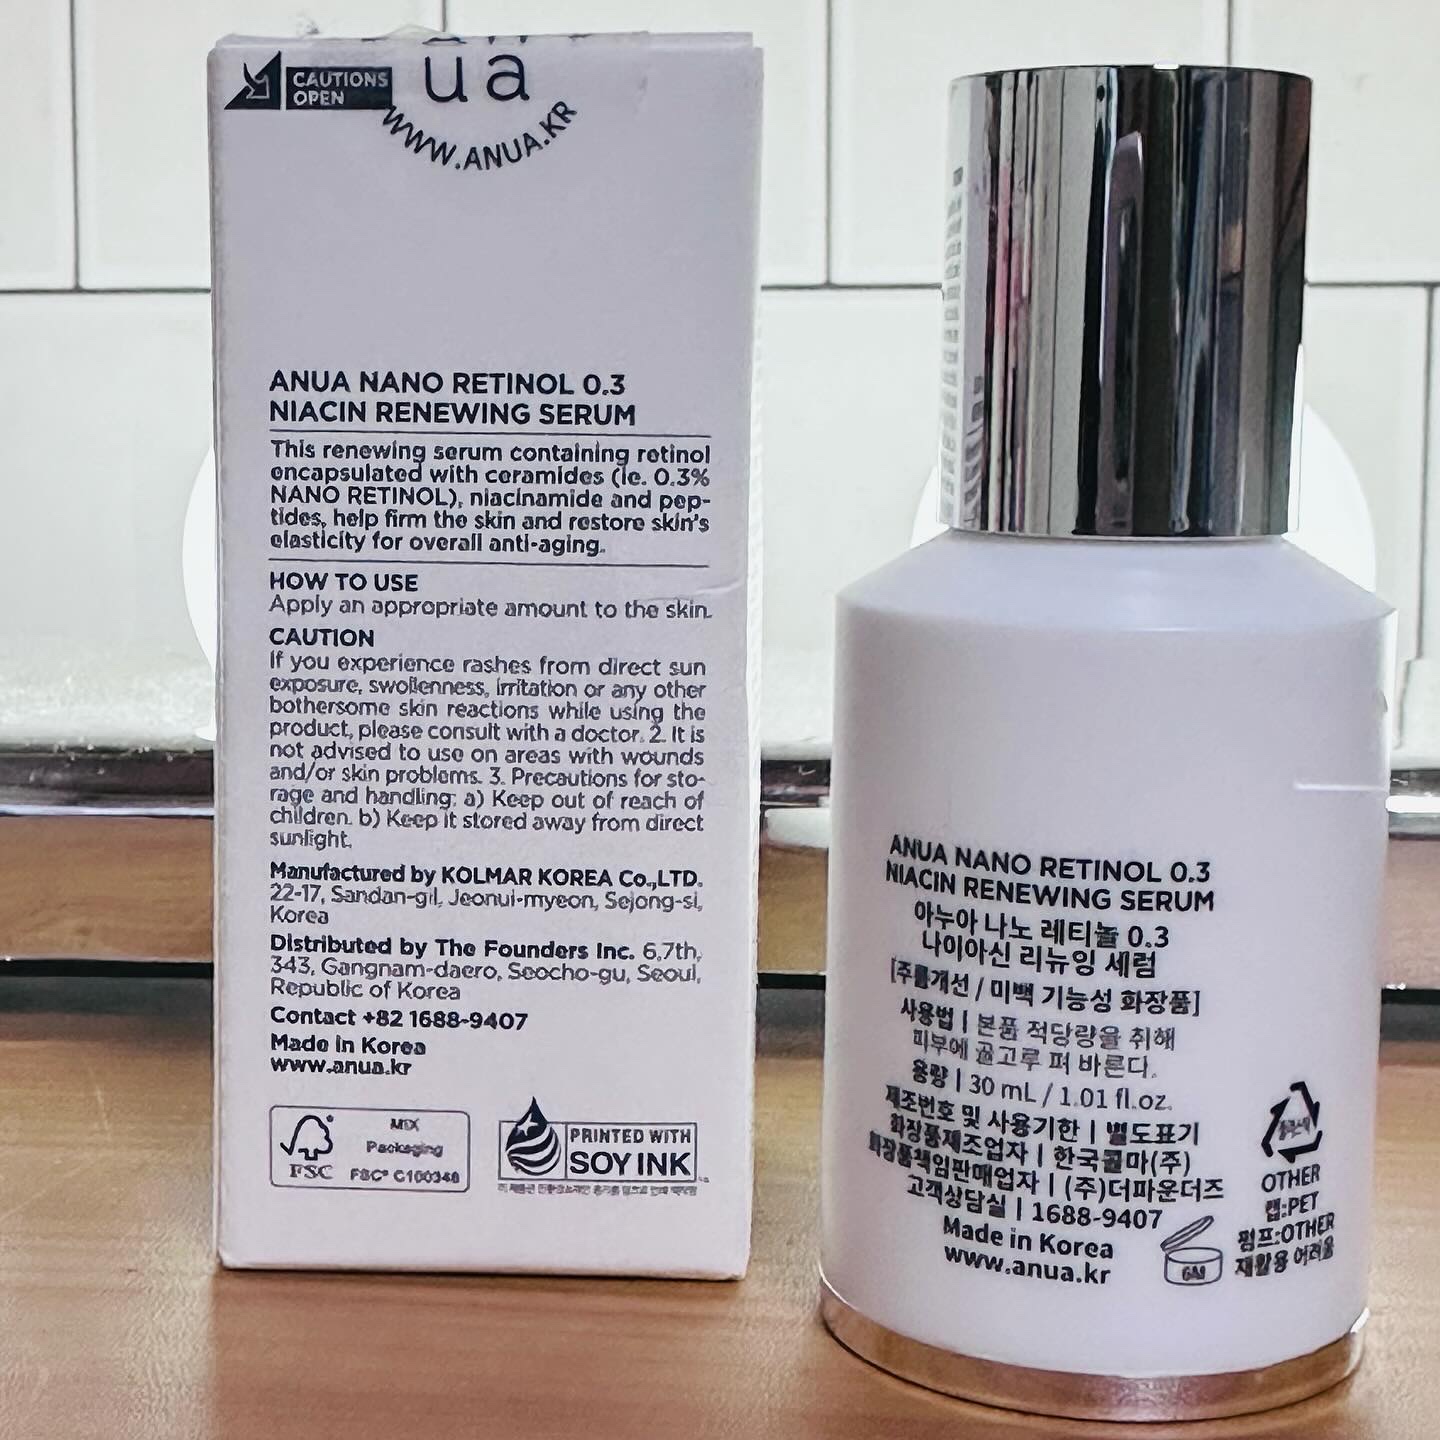 CAUTIONS
OPEN
ua
WWW.ANUA.KR
ANUA NANO RETINOL 0.3
NIACIN RENEWING SERUM
This renewing serum containing retinol
encapsulated with ceramides (ie. 0.3%
NANO RETINOL), niacinamide and pep-
tides, help firm the skin and restore skin's
elasticity for overall anti-aging.
HOW TO USE
Apply an appropriate amount to the skin.
CAUTION
If you experience rashes from direct sun
exposure, swollenness, irritation or any other
bothersome skin reactions while using the
product, please consult with a doctor. 2. It is
not advised to use on areas with wounds
and/or skin problems. 3. Precautions for sto-
rage and handling: a) Keep out of reach of
children. b) Keep it stored away from direct
sunlight.
Manufactured by KOLMAR KOREA Co.,LTD.
22-17, Sandan-gil, Jeonui-myeon, Sejong-si,
Korea
Distributed by The Founders Inc. 6,7th,
343, Gangnam-daero, Seocho-gu, Seoul,
Republic of Korea
Contact +82 1688-9407
Made in Korea
www.anua.kr
FSC
MIX
Packaging
FSC® C100348
PRINTED WITH
SOY INK
ANUA NANO RETINOL 0.3
NIACIN RENEWING SERUM
아누아 나노 레티놀 0.3
나이아신 리뉴잉 세럼
[주름개선 / 미백 기능성 화장품]
사용법 | 본품 적당량을 취해
피부에 골고루 펴 바른다.
용량 | 30 mL / 1.01 fl.oz.
제조번호 및 사용기한 | 별도표기
화장품제조업자 | 한국콜마(주)
화장품책임판매업자 | (주)더파운더즈
고객상담실 | 1688-9407
Made in Korea
www.anua.kr
플라스틱
OTHER
캡:PET
펌프:OTHER
재활용 어려움